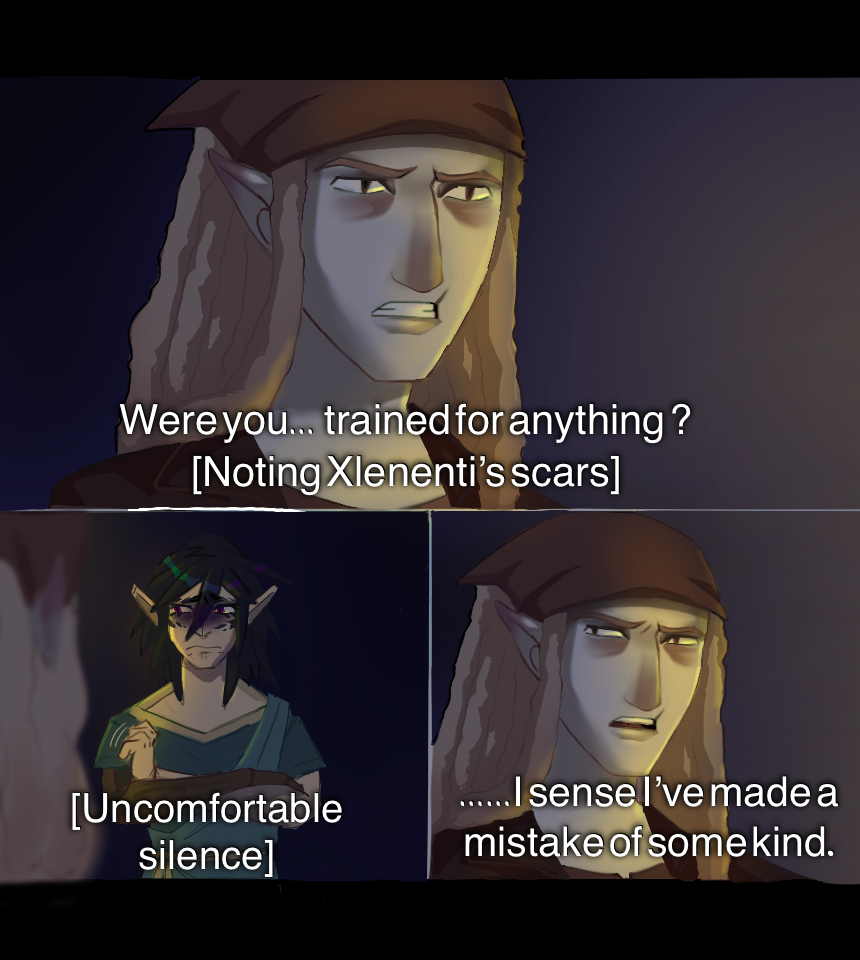 Were you... trained for anything ?
[Noting Xlenenti's scars]
[Uncomfortable
silence]
......I sense I've made a
mistake of some kind.